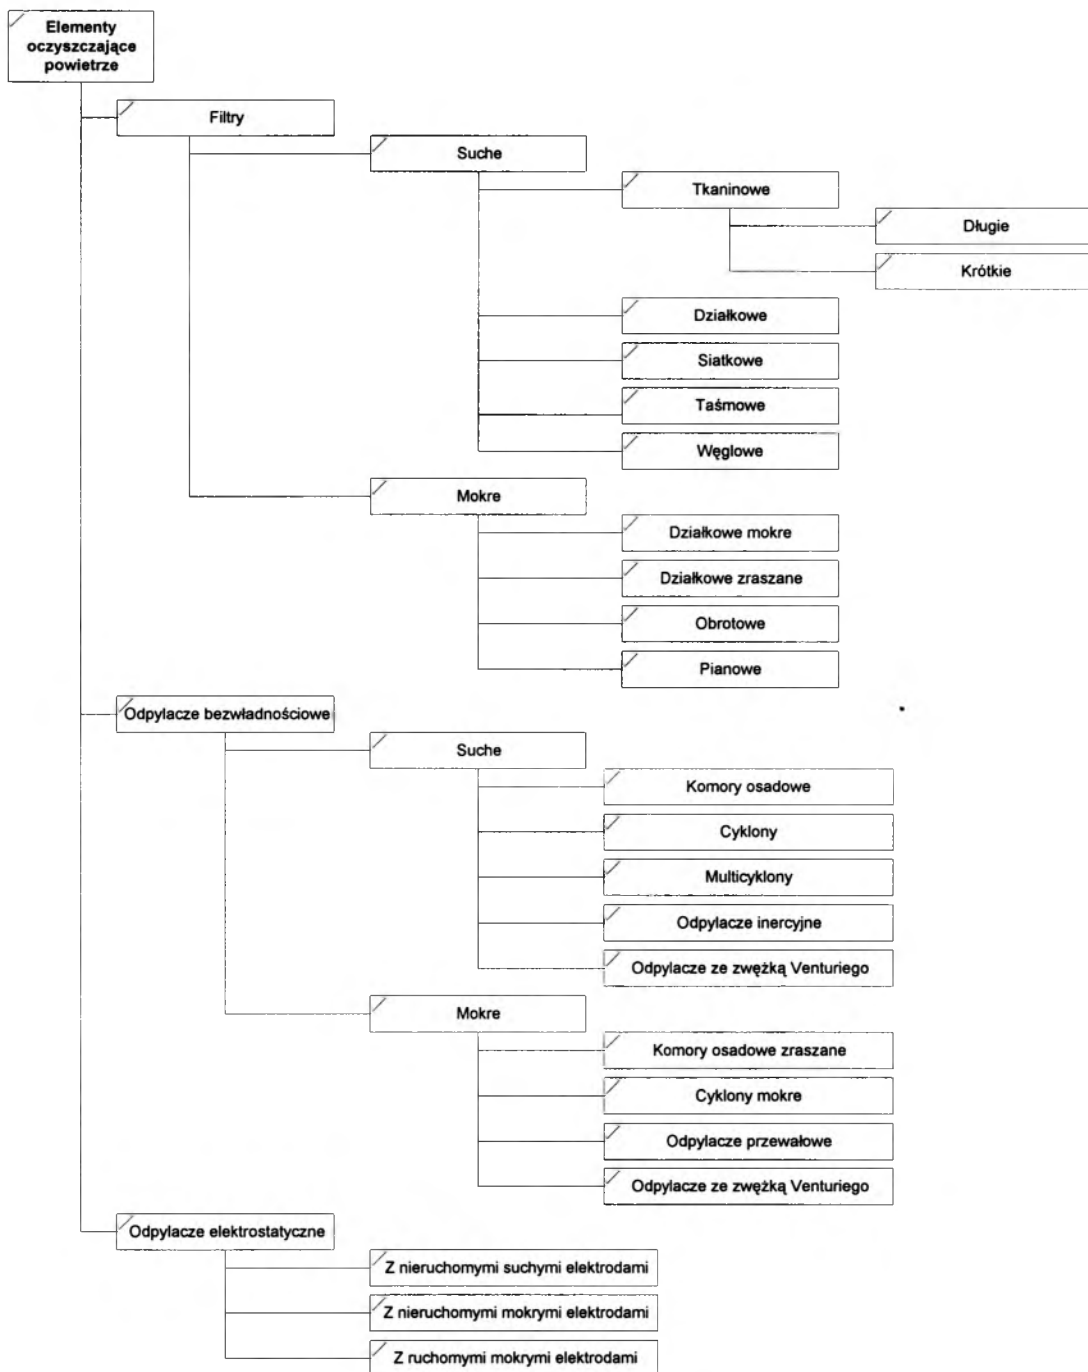 Elementy
oczyszczające
powietrze
Filtry
Suche
Tkaninowe
Długie
Krótkie
Działkowe
Siatkowe
Taśmowe
Węglowe
Mokre
Działkowe mokre
Działkowe zraszane
Obrotowe
Pianowe
Odpylacze bezwładnościowe
Suche
Komory osadowe
Cyklony
Multicyklony
Odpylacze inercyjne
Odpylacze ze zwężką Venturiego
Mokre
Komory osadowe zraszane
Cyklony mokre
Odpylacze przewałowe
Odpylacze ze zwężką Venturiego
Odpylacze elektrostatyczne
Z nieruchomymi suchymi elektrodami
Z nieruchomymi mokrymi elektrodami
Z ruchomymi mokrymi elektrodami